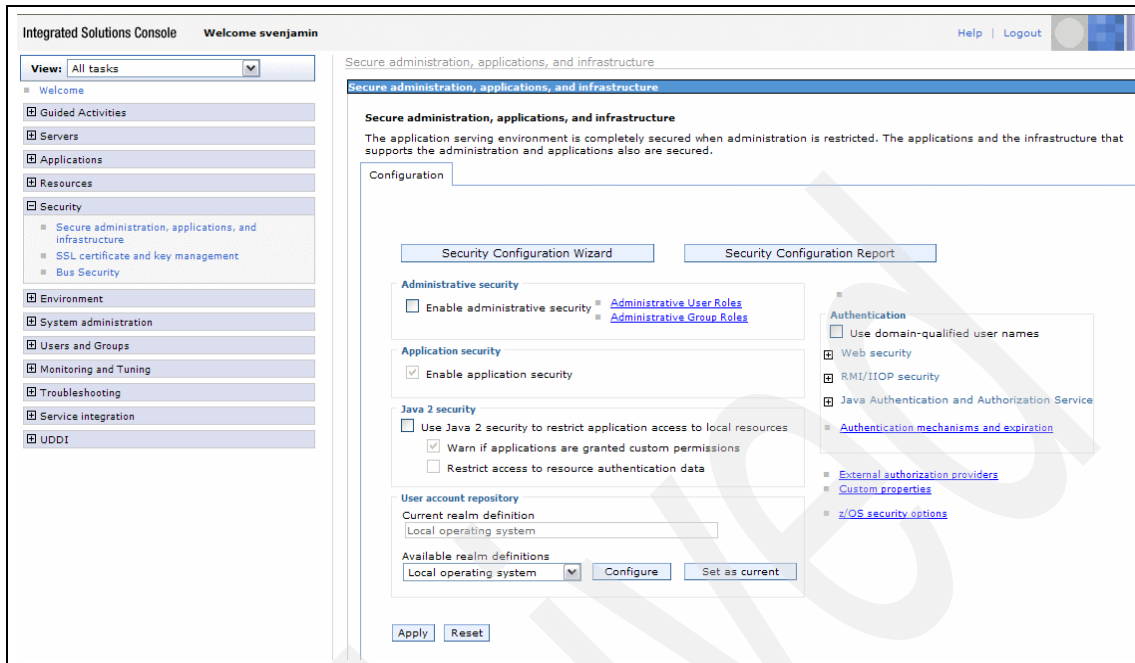 Integrated Solutions Console Welcome svenjamin Help | Logout
View: All tasks
Welcome
Guided Activities
Servers
Applications
Resources
Security
Secure administration, applications, and
infrastructure
SSL certificate and key management
Bus Security
Environment
System administration
Users and Groups
Monitoring and Tuning
Troubleshooting
Service integration
UDDI
Secure administration, applications, and infrastructure
Secure administration, applications, and infrastructure
Secure administration, applications, and infrastructure
The application serving environment is completely secured when administration is restricted. The applications and the infrastructure that
supports the administration and applications also are secured.
Configuration
Security Configuration Wizard Security Configuration Report
Administrative security
Enable administrative security
Administrative User Roles
Administrative Group Roles
Application security
Enable application security
Java 2 security
Use Java 2 security to restrict application access to local resources
Warn if applications are granted custom permissions
Restrict access to resource authentication data
User account repository
Current realm definition
Local operating system
Available realm definitions
Local operating system Configure Set as current
Apply Reset
Authentication
Use domain-qualified user names
Web security
RMI/IIOP security
Java Authentication and Authorization Service
Authentication mechanisms and expiration
External authorization providers
Custom properties
z/OS security options